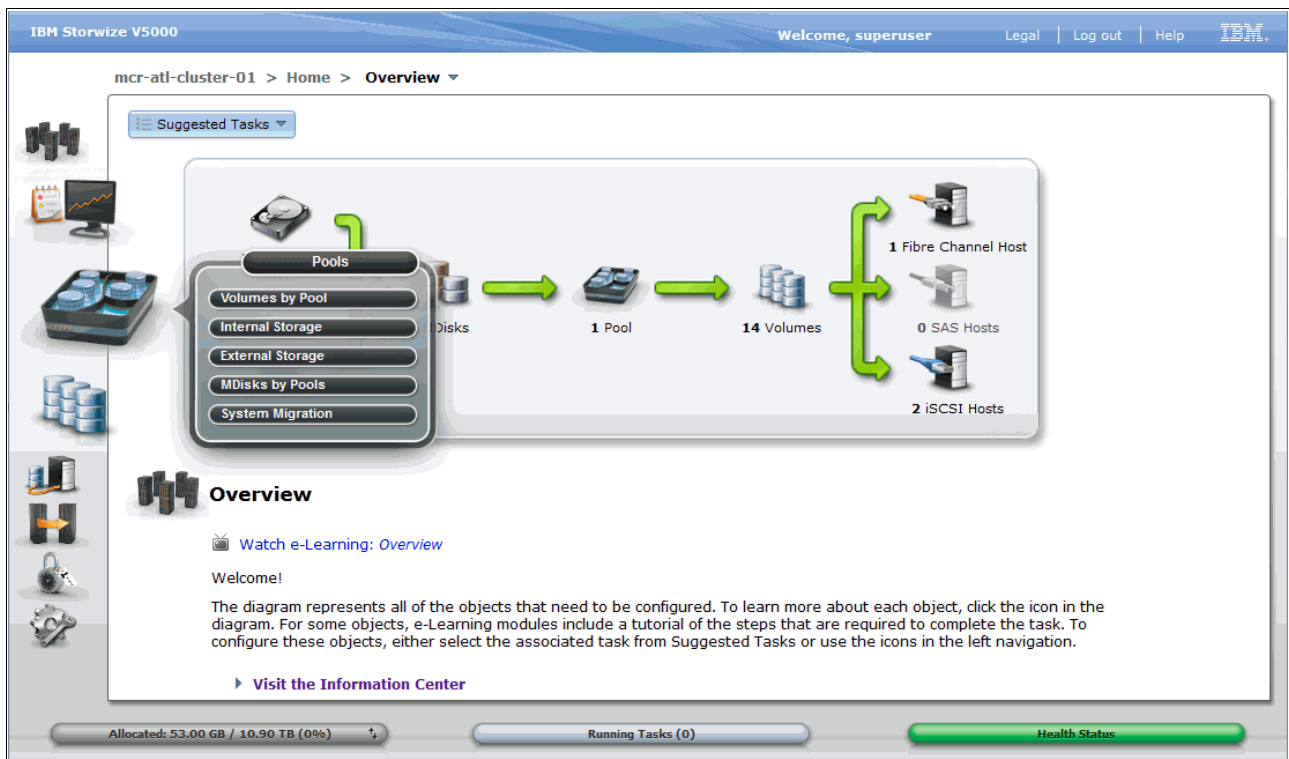 IBM Storwize V5000
Welcome, superuser
Legal | Log out | Help
IBM.
mcr-atl-cluster-01 > Home > Overview
Suggested Tasks
1 Fibre Channel Host
Pools
Volumes by Pool
Internal Storage
External Storage
MDisks by Pools
System Migration
Disks
1 Pool
14 Volumes
0 SAS Hosts
2 iSCSI Hosts
Overview
Watch e-Learning: Overview
Welcome!
The diagram represents all of the objects that need to be configured. To learn more about each object, click the icon in the
diagram. For some objects, e-Learning modules include a tutorial of the steps that are required to complete the task. To
configure these objects, either select the associated task from Suggested Tasks or use the icons in the left navigation.
Visit the Information Center
Allocated: 53.00 GB / 10.90 TB (0%)
Running Tasks (0)
Health Status